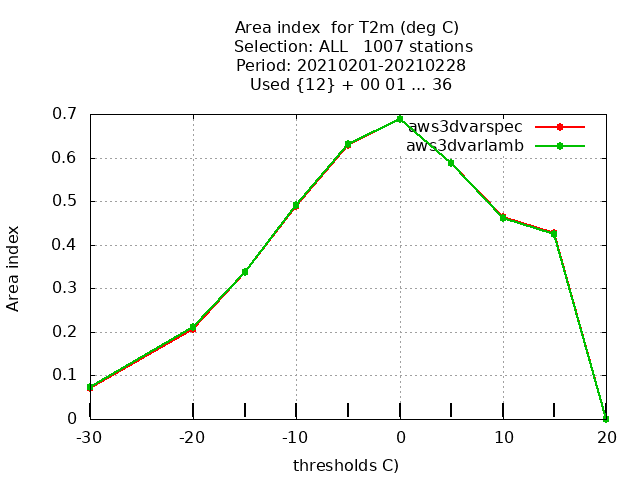 Area index  for T2m (deg C)
Selection: ALL   1007 stations
Period: 20210201-20210228
Used {12} + 00 01 ... 36
0.7
0.6
0.5
0.4
0.3
0.2
0.1
0
Area index
aws3dvarspec
aws3dvarlamb
-30
-20
-10
0
10
20
thresholds C)